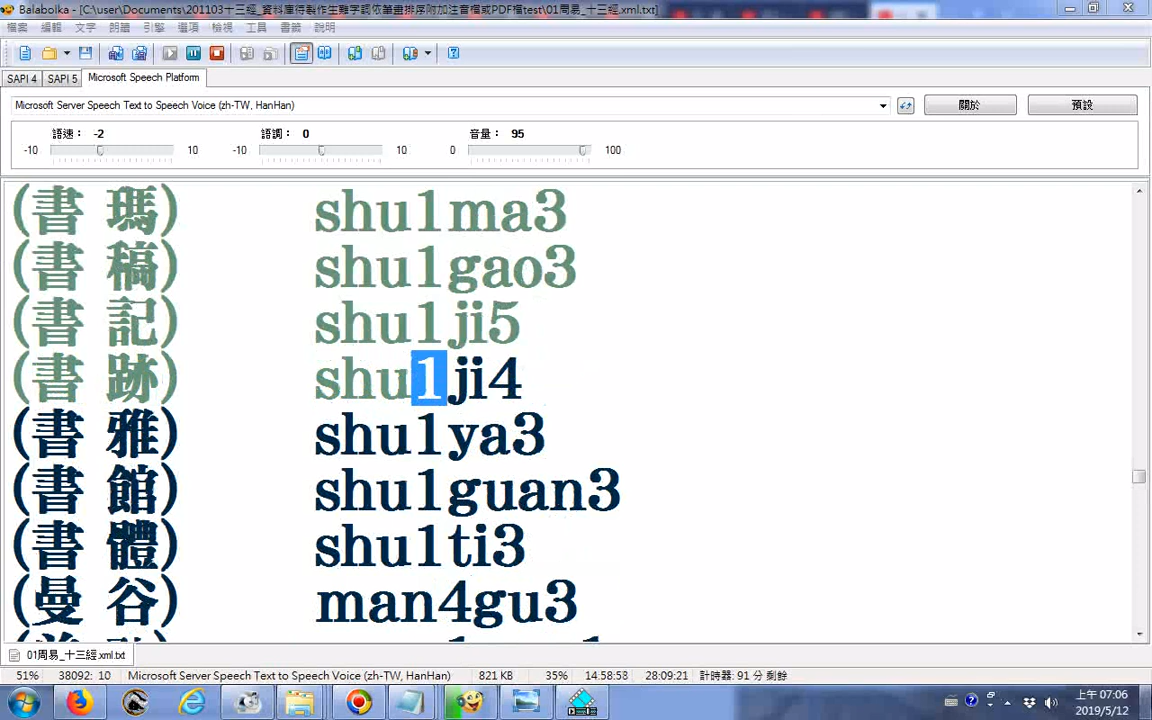 Balabolka - [C:\user\Documents\201103十三經_資料庫待製作生難字詞依筆畫排序附加注音檔或PDF檔test\01周易_十三經.xml.txt]
檔案 編輯 文字 朗讀 引擎 選項 檢視 工具 書籤 說明
SAPI 4 SAPI 5 Microsoft Speech Platform
Microsoft Server Speech Text to Speech Voice (zh-TW, HanHan) 關於 預設
語速： -2 語調： 0 音量： 95
-10 10 -10 10 0 100
(書 瑪) shu1ma3
(書 稿) shu1gao3
(書 記) shu1ji5
(書 跡) shu1ji4
(書 雅) shu1ya3
(書 館) shu1guan3
(書 體) shu1ti3
(曼 谷) man4gu3
01周易_十三經.xml.txt
51% 38092: 10 Microsoft Server Speech Text to Speech Voice (zh-TW, HanHan) 821 KB 35% 14:58:53 28:09:21 計時器: 91 分 剩餘
上午 07:06
2019/5/12